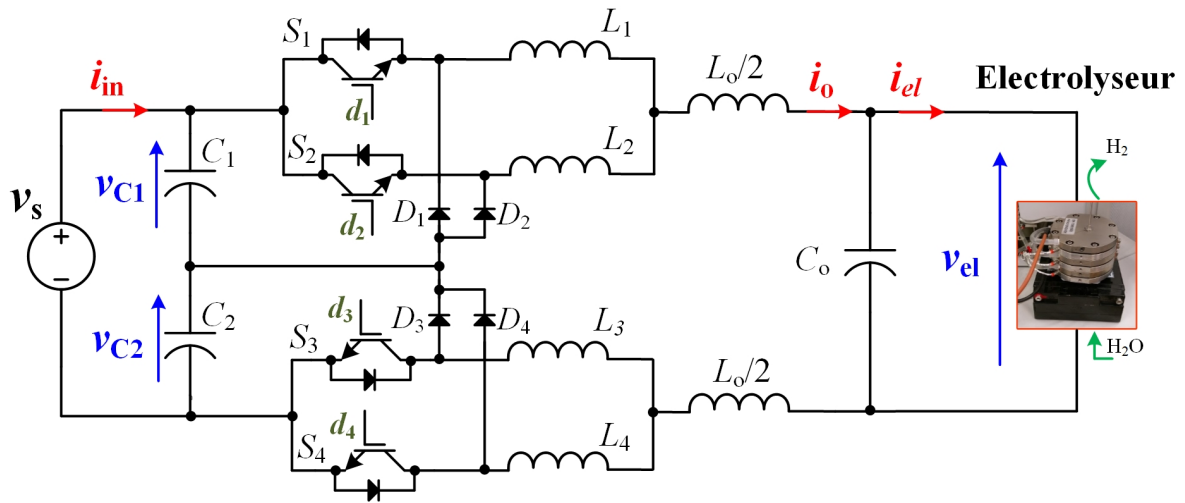 S1
L1
Lo/2
iin
io
iel
Electrolyseur
d1
H2
C1
S2
L2
vC1
vs
D1
D2
d2
Co
vel
C2
d3
D3
D4
L3
vC2
S3
Lo/2
H2O
d4
S4
L4